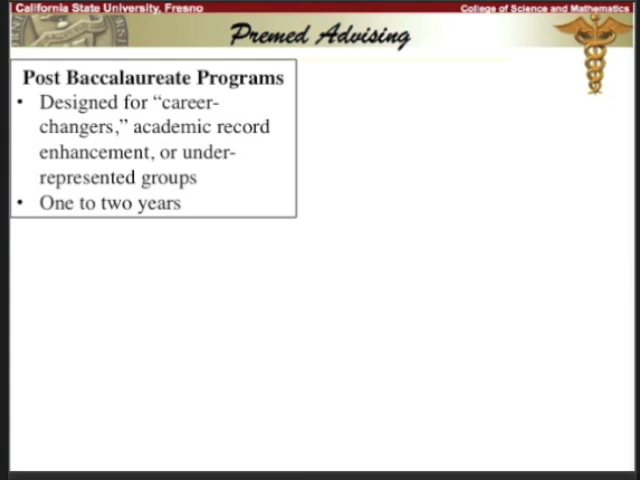 California State University, Fresno
College of Science and Mathematics
Premed Advising
Post Baccalaureate Programs
• Designed for “career-
changers,” academic record
enhancement, or under-
represented groups
• One to two years